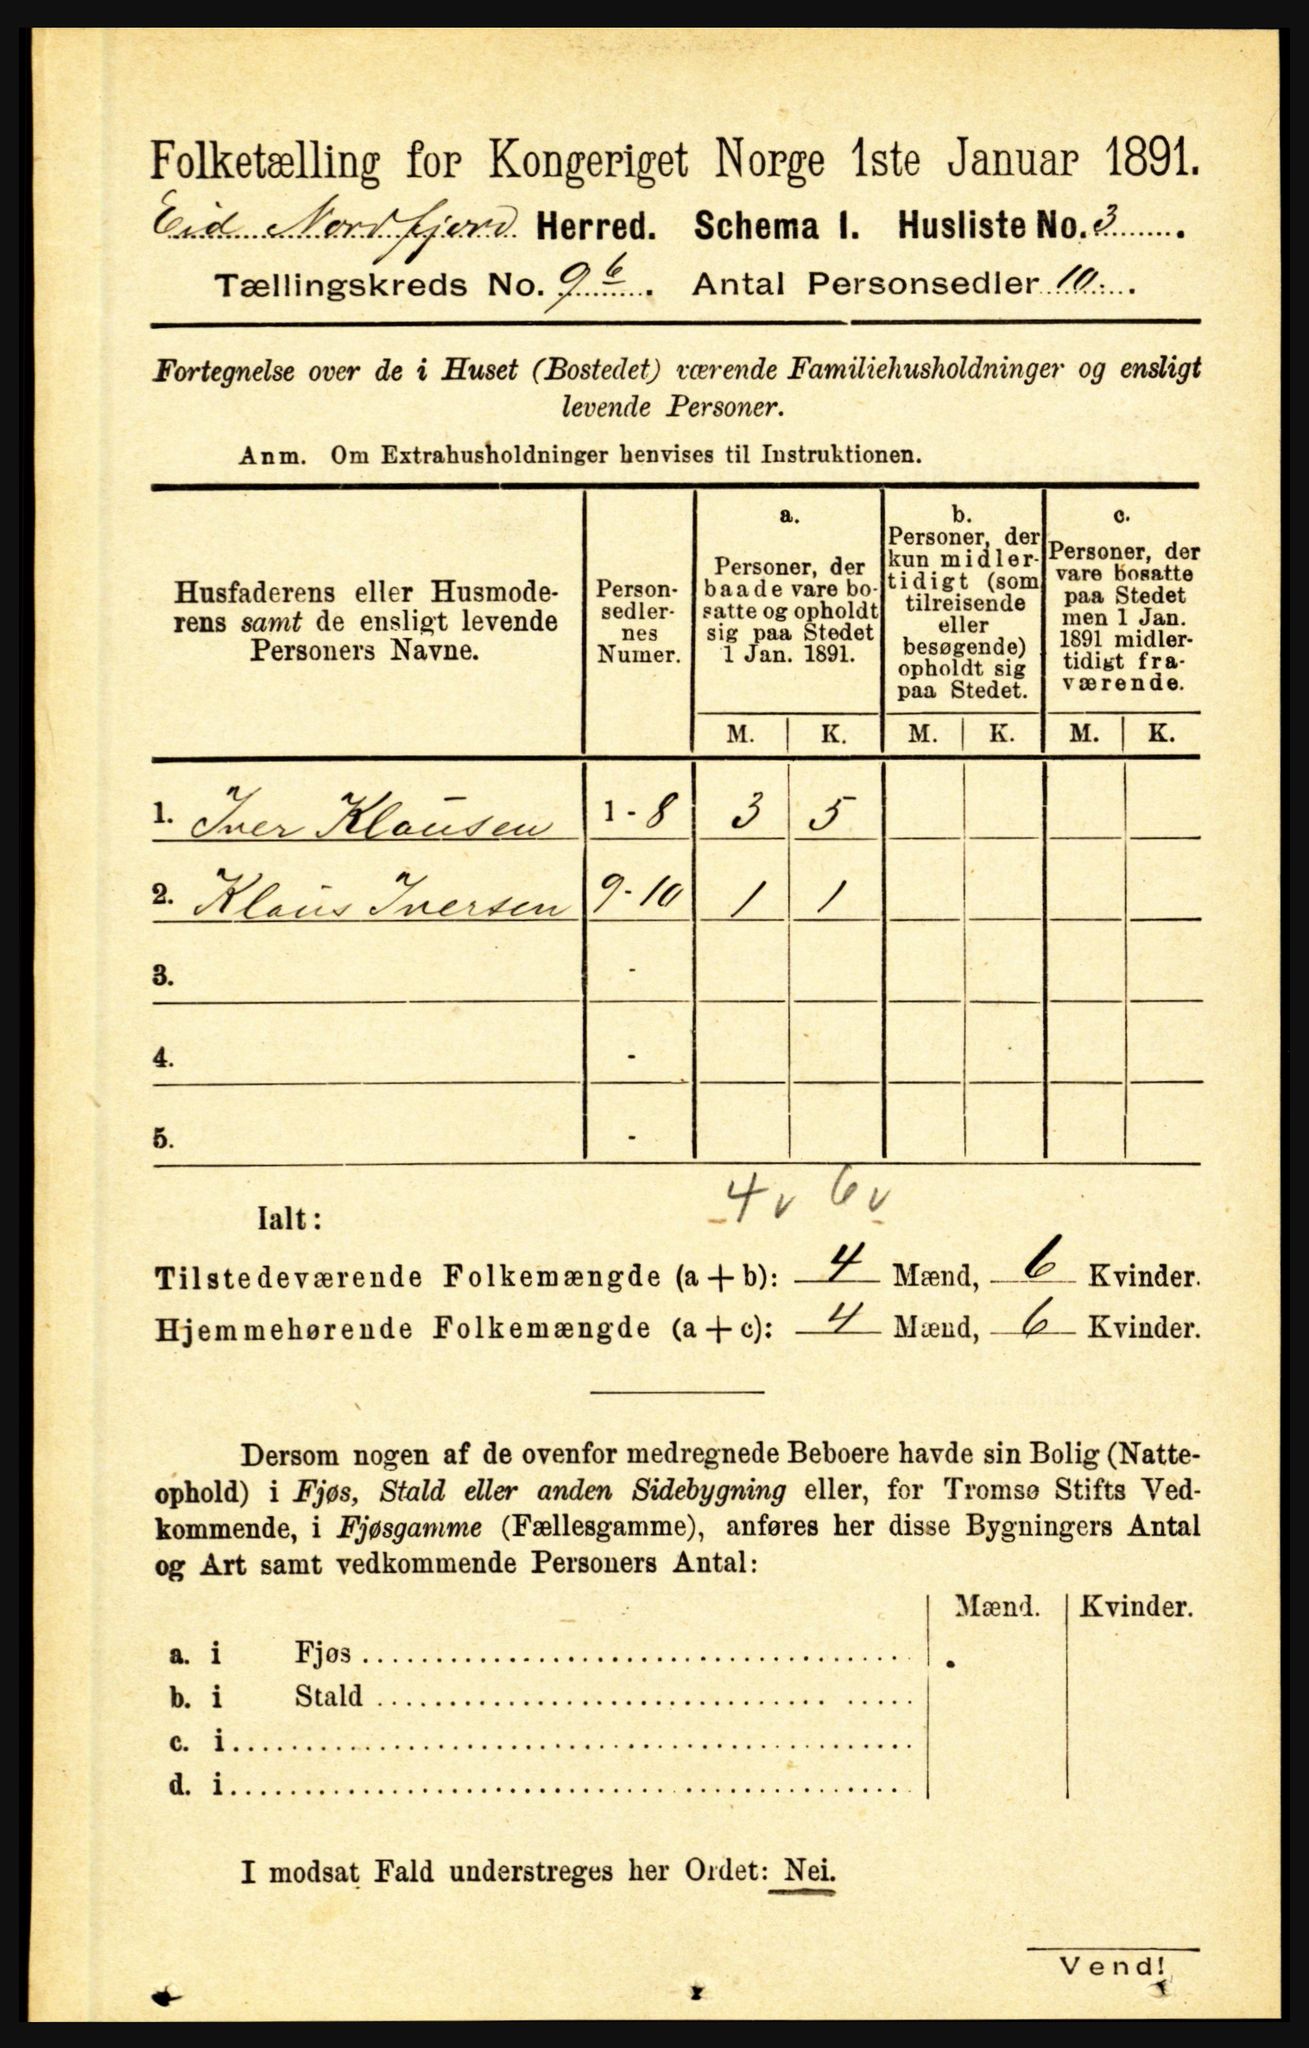 Folketælling for Kongeriget Norge 1ste Januar 1891.
Eid Nordfjord Herred. Schema I. Husliste No. 3.
Tællingskreds No. 9 6. Antal Personsedler 10.
Fortegnelse over de i Huset (Bostedet) værende Familiehusholdninger og ensligt
levende Personer.
Anm. Om Extrahusholdninger henvises til Instruktionen.
Husfaderens eller Husmode-
rens samt de ensligt levende
Personers Navne.
Person-
sedler-
nes
Numer.
a.
Personer, der
baade vare bo-
satte og opholdt
sig paa Stedet
1 Jan. 1891.
b.
Personer, der
kun midler-
tidigt (som
tilreisende
eller
besøgende)
opholdt sig
paa Stedet.
c.
Personer, der
vare bosatte
paa Stedet
men 1 Jan.
1891 midler-
tidigt fra-
værende.
M. K. M. K. M. K.
1. Iver Klausen 1 - 8 3 5
2. Klaus Iversen 9 - 10 1 1
3. -
4. -
5. -
4 v 6 v
Ialt:
Tilstedeværende Folkemængde (a + b): 4 Mænd, 6 Kvinder.
Hjemmehørende Folkemængde (a + c): 4 Mænd, 6 Kvinder.
Dersom nogen af de ovenfor medregnede Beboere havde sin Bolig (Natte-
ophold) i Fjøs, Stald eller anden Sidebygning eller, for Tromsø Stifts Ved-
kommende, i Fjøsgamme (Fællesgamme), anføres her disse Bygningers Antal
og Art samt vedkommende Personers Antal:
Mænd. Kvinder.
a. i Fjøs
b. i Stald
c. i
d. i
I modsat Fald understreges her Ordet: Nei.
Vend!